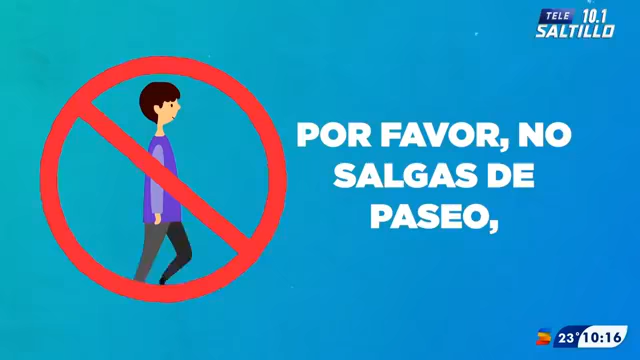 TELE 10.1
SALTILLO
POR FAVOR, NO
SALGAS DE
PASEO,
23° 10:16